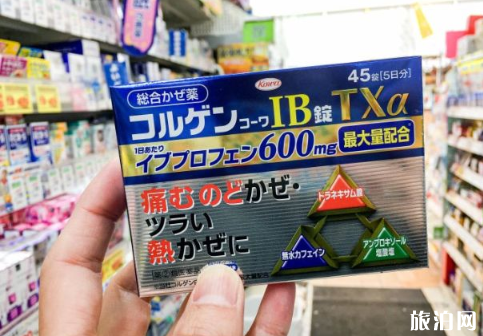 総合かぜ薬
Kowa
45錠[5日分]
コルゲンコーワIB錠TXα
1日あたり
イブプロフェン600mg 最大量配合
痛むのどかぜ・
ツラい
熱かぜに
トラネキサム酸
無水カフェイン
アンブロキソール
塩酸塩
旅泊网